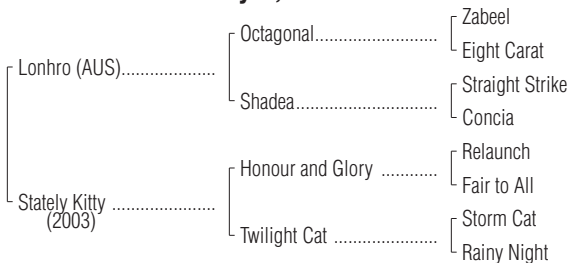 Zabeel
Octagonal
Eight Carat
Lonhro (AUS)
Straight Strike
Shadea
Concia
Relaunch
Honour and Glory
Fair to All
Stately Kitty
(2003)
Storm Cat
Twilight Cat
Rainy Night